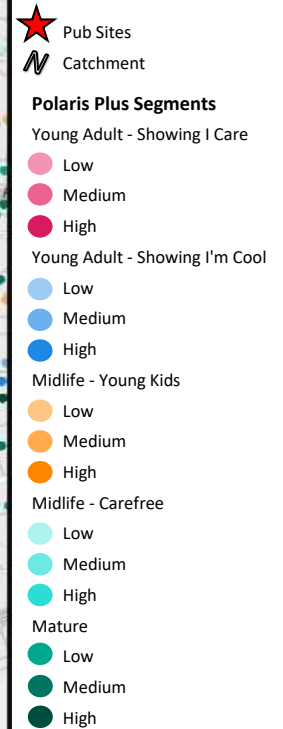 Pub Sites
Catchment
Polaris Plus Segments
Young Adult - Showing I Care
Low
Medium
High
Young Adult - Showing I'm Cool
Low
Medium
High
Midlife - Young Kids
Low
Medium
High
Midlife - Carefree
Low
Medium
High
Mature
Low
Medium
High